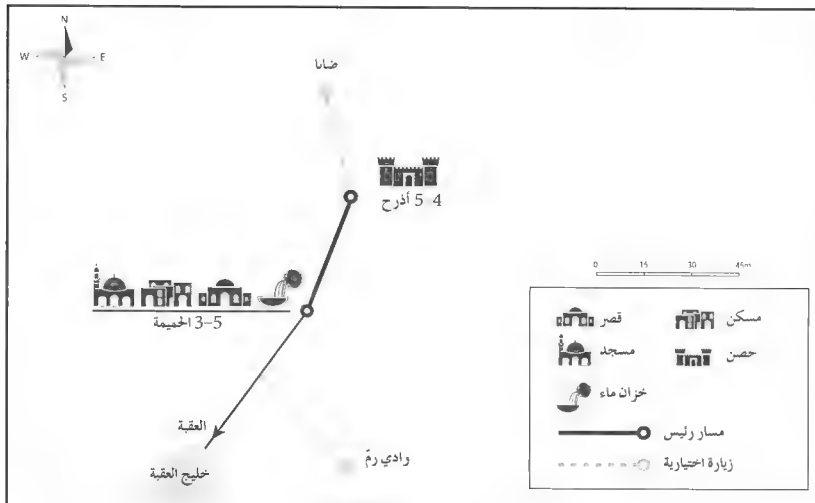 N
W E
S
ضانا
4 5 أذرح
3–5 الحميمة
العقبة
خليج العقبة
وادي رمّ
0 15 30 45m
قصر
مسكن
مسجد
حصن
خزان ماء
مسار رئيس
زيارة اختيارية